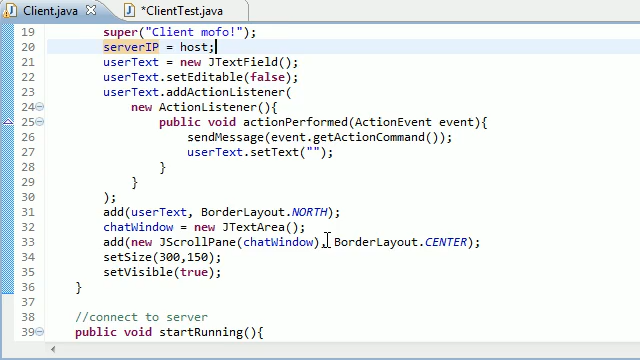 Client.java *ClientTest.java
19 super("Client mofo!");
20 serverIP = host;
21 userText = new JTextField();
22 userText.setEditable(false);
23 userText.addActionListener(
24 new ActionListener(){
25 public void actionPerformed(ActionEvent event){
26 sendMessage(event.getActionCommand());
27 userText.setText("");
28 }
29 }
30 );
31 add(userText, BorderLayout.NORTH);
32 chatWindow = new JTextArea();
33 add(new JScrollPane(chatWindow), BorderLayout.CENTER);
34 setSize(300,150);
35 setVisible(true);
36 }
37
38 //connect to server
39 public void startRunning(){